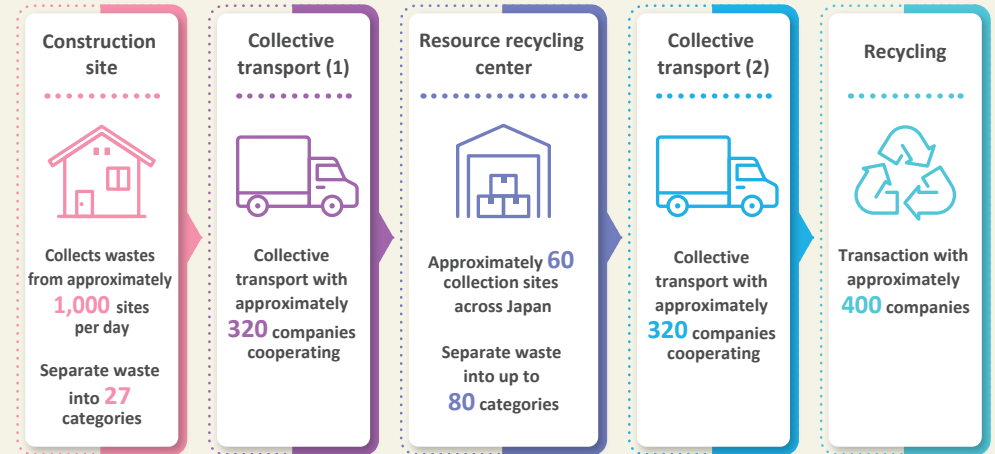 Construction
site
Collects wastes
from approximately
1,000 sites
per day
Separate waste
into 27
categories
Collective
transport (1)
Collective
transport with
approximately
320 companies
cooperating
Resource recycling
center
Approximately 60
collection sites
across Japan
Separate waste
into up to
80 categories
Collective
transport (2)
Collective
transport with
approximately
320 companies
cooperating
Recycling
Transaction with
approximately
400 companies